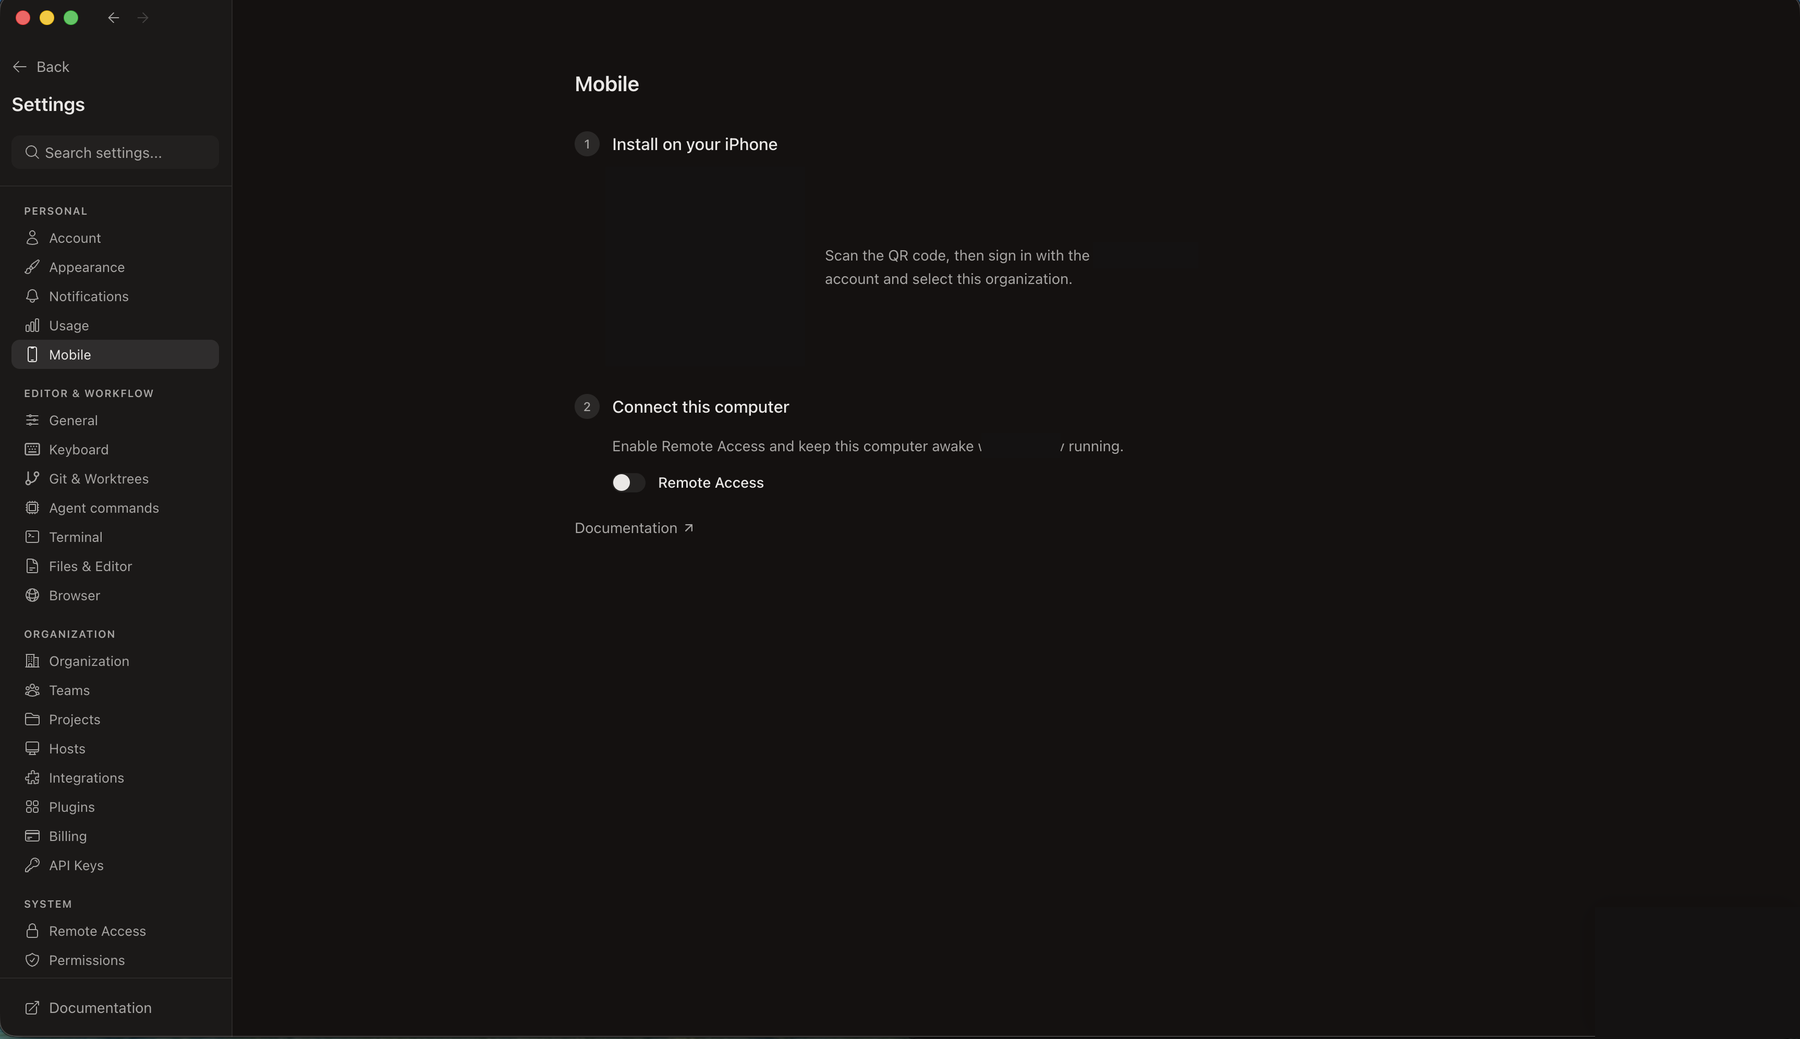 Back
Settings
Search settings...
PERSONAL
Account
Appearance
Notifications
Usage
Mobile
EDITOR & WORKFLOW
General
Keyboard
Git & Worktrees
Agent commands
Terminal
Files & Editor
Browser
ORGANIZATION
Organization
Teams
Projects
Hosts
Integrations
Plugins
Billing
API Keys
SYSTEM
Remote Access
Permissions
Documentation
Mobile
1 Install on your iPhone
Scan the QR code, then sign in with the
account and select this organization.
2 Connect this computer
Enable Remote Access and keep this computer awake running.
Remote Access
Documentation ↗